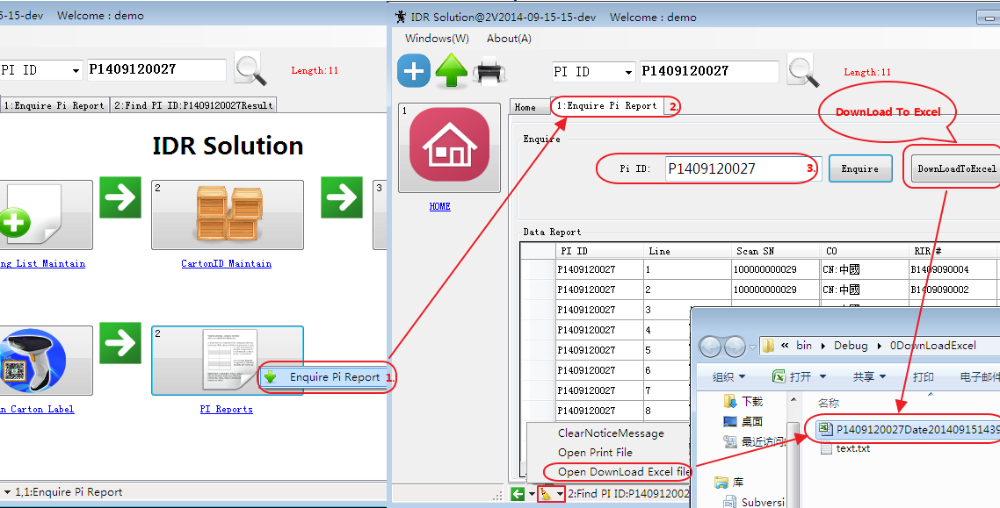 5-15-dev Welcome : demo
PI ID P1409120027 Length:11
1:Enquire Pi Report 2:Find PI ID:P1409120027Result
IDR Solution
2
3
ng List Maintain
CartonID Maintain
2
Enquire Pi Report 1.
n Carton Label
PI Reports
1,1:Enquire Pi Report
IDR Solution@2V2014-09-15-15-dev Welcome : demo
Windows(W) About(A)
PI ID P1409120027 Length:11
1
HOME
Home 1:Enquire Pi Report 2.
DownLoad To Excel
Enquire
Pi ID: P1409120027 3. Enquire DownLoadToExcel
Data Report
PI ID Line Scan SN CO RIR #
P1409120027 1 100000000029 CN:中國 B1409090004
P1409120027 2 100000000029 CN:中國 B1409090002
P1409120027 3
P1409120027 4
P1409120027 5
P1409120027 6
P1409120027 7
P1409120027 8
ClearNoticeMessage
Open Print File
Open DownLoad Excel file
2:Find PI ID:P140912002
« bin Debug 0DownLoadExcel
组织 打开 共享 打印 电子邮件
下载
桌面
最近访问
库
Subversi
名称
P1409120027Date201409151439
text.txt